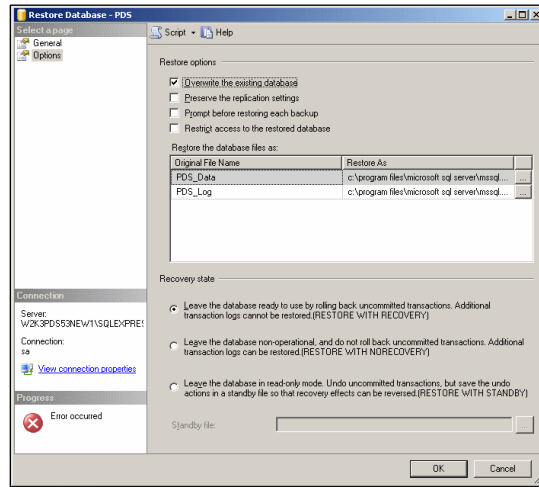 Restore Database - PDS
Select a page
General
Options
Script
Help
Restore options
Overwrite the existing database
Preserve the replication settings
Prompt before restoring each backup
Restrict access to the restored database
Restore the database files as:
Original File Name Restore As
PDS_Data c:\program files\microsoft sql server\mssql.... ...
PDS_Log c:\program files\microsoft sql server\mssql.... ...
Recovery state
Leave the database ready to use by rolling back uncommitted transactions. Additional
transaction logs cannot be restored.(RESTORE WITH RECOVERY)
Leave the database non-operational, and do not roll back uncommitted transactions. Additional
transaction logs can be restored.(RESTORE WITH NORECOVERY)
Leave the database in read-only mode. Undo uncommitted transactions, but save the undo
actions in a standby file so that recovery effects can be reversed.(RESTORE WITH STANDBY)
Standby file: ...
Connection
Server:
W2K3PDS53NEW1\SQLEXPRES
Connection:
sa
View connection properties
Progress
Error occurred
OK Cancel